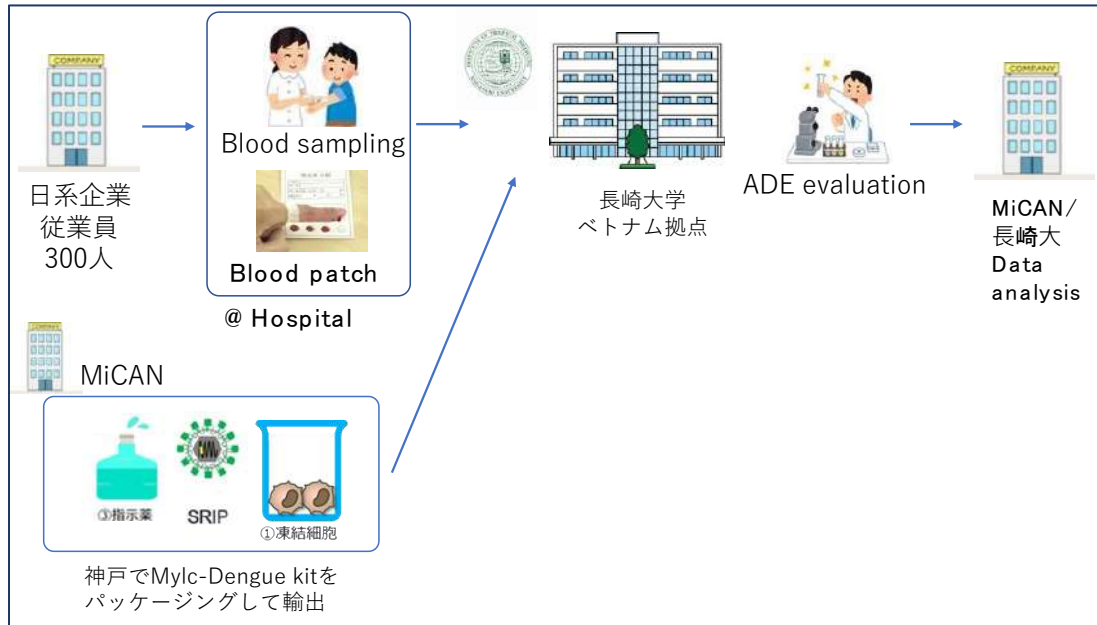 COMPANY
日系企業
従業員
300人
Blood sampling
Blood patch
@ Hospital
長崎大学
ベトナム拠点
ADE evaluation
COMPANY
MiCAN/
長崎大
Data
analysis
COMPANY
MiCAN
③指示薬
SRIP
①凍結細胞
神戸でMylc-Dengue kitを
パッケージングして輸出